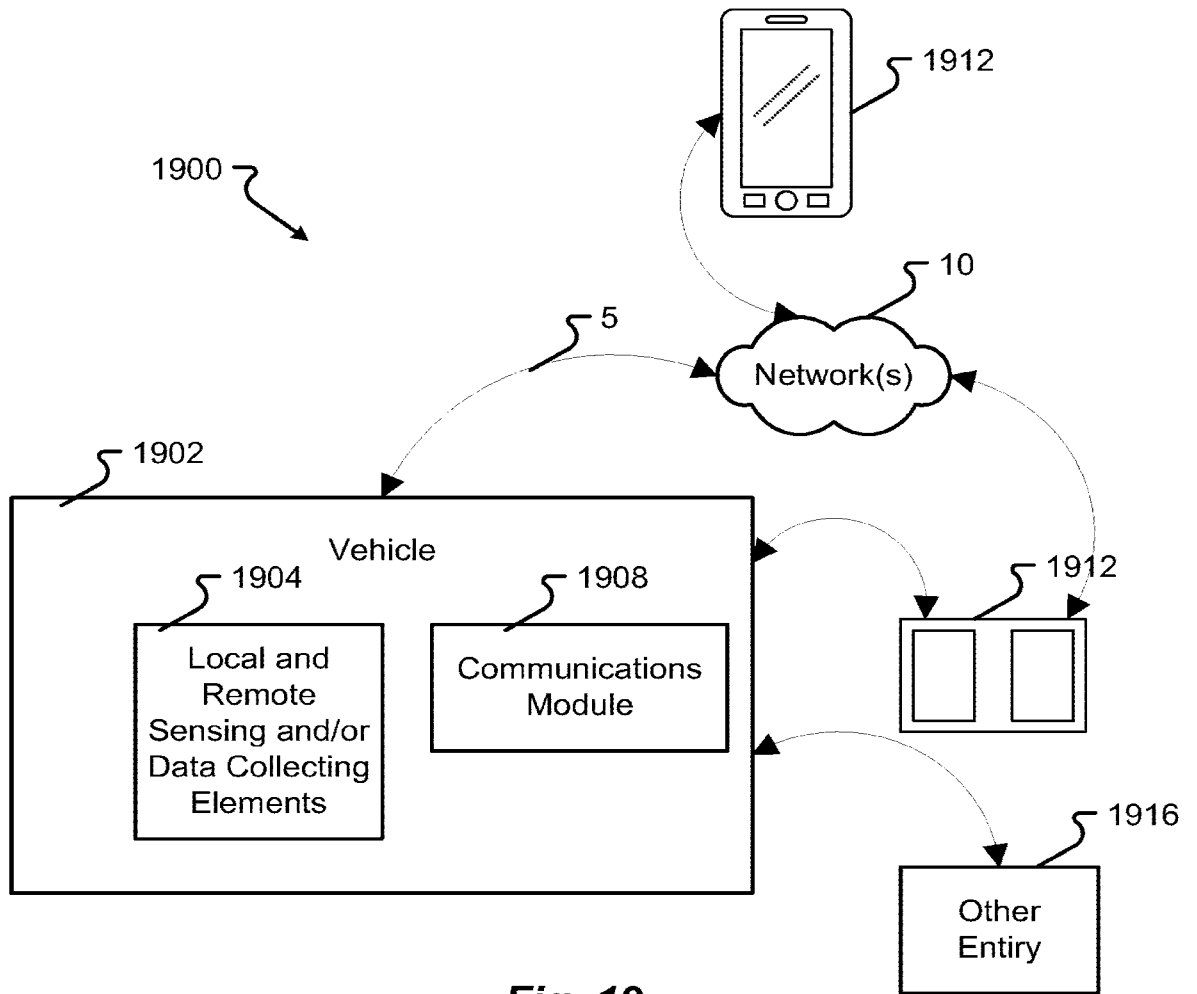 1912
1900
10
5
Network(s)
1902
Vehicle
1912
1904
1908
Local and
Remote
Sensing and/or
Data Collecting
Elements
Communications
Module
1916
Other
Entiry